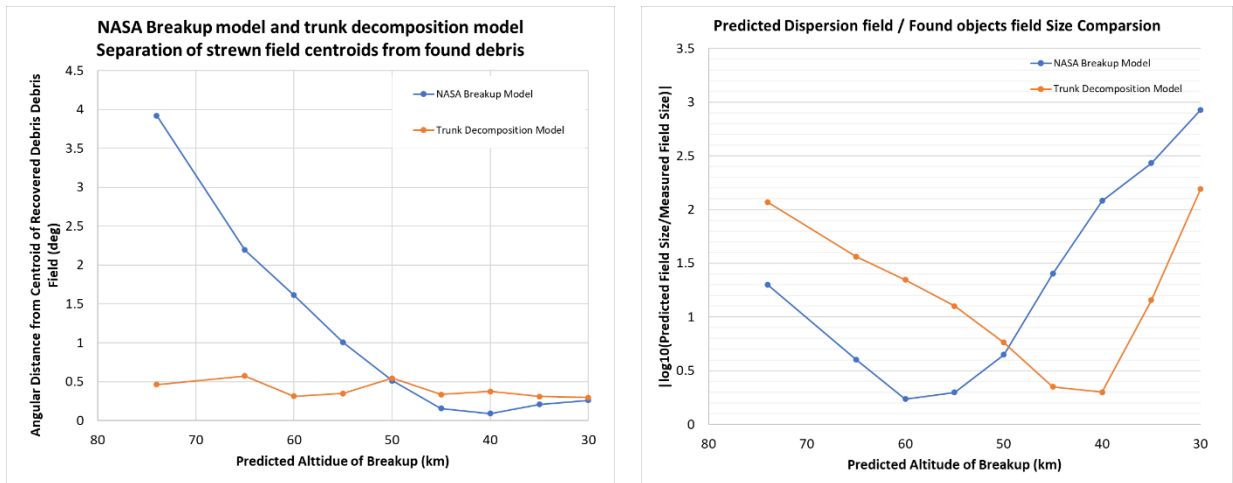 NASA Breakup model and trunk decomposition model
Separation of strewn field centroids from found debris
Angular Distance from Centroid of Recovered Debris
Field (deg)
4.5
4
3.5
3
2.5
2
1.5
1
0.5
0
NASA Breakup Model
Trunk Decomposition Model
80
70
60
50
40
30
Predicted Alttidue of Breakup (km)
Predicted Dispersion field / Found objects field Size Comparsion
|log10(Predicted Field Size/Measured Field Size)|
3.5
3
2.5
2
1.5
1
0.5
0
NASA Breakup Model
Trunk Decomposition Model
80
70
60
50
40
30
Predicted Altitude of Breakup (km)